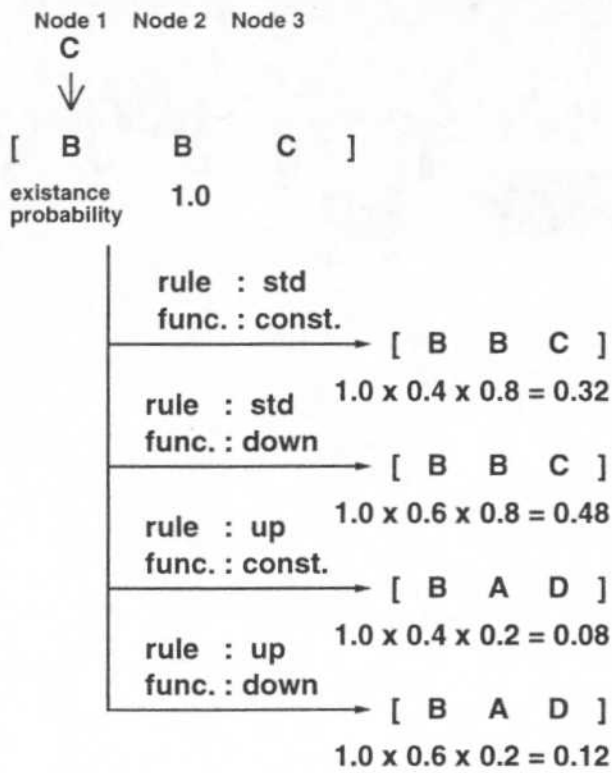 Node 1 Node 2 Node 3
C
[ B B C ]
existance
probability
1.0
rule : std
func. : const.
[ B B C ]
1.0 x 0.4 x 0.8 = 0.32
rule : std
func. : down
[ B B C ]
1.0 x 0.6 x 0.8 = 0.48
rule : up
func. : const.
[ B A D ]
1.0 x 0.4 x 0.2 = 0.08
rule : up
func. : down
[ B A D ]
1.0 x 0.6 x 0.2 = 0.12